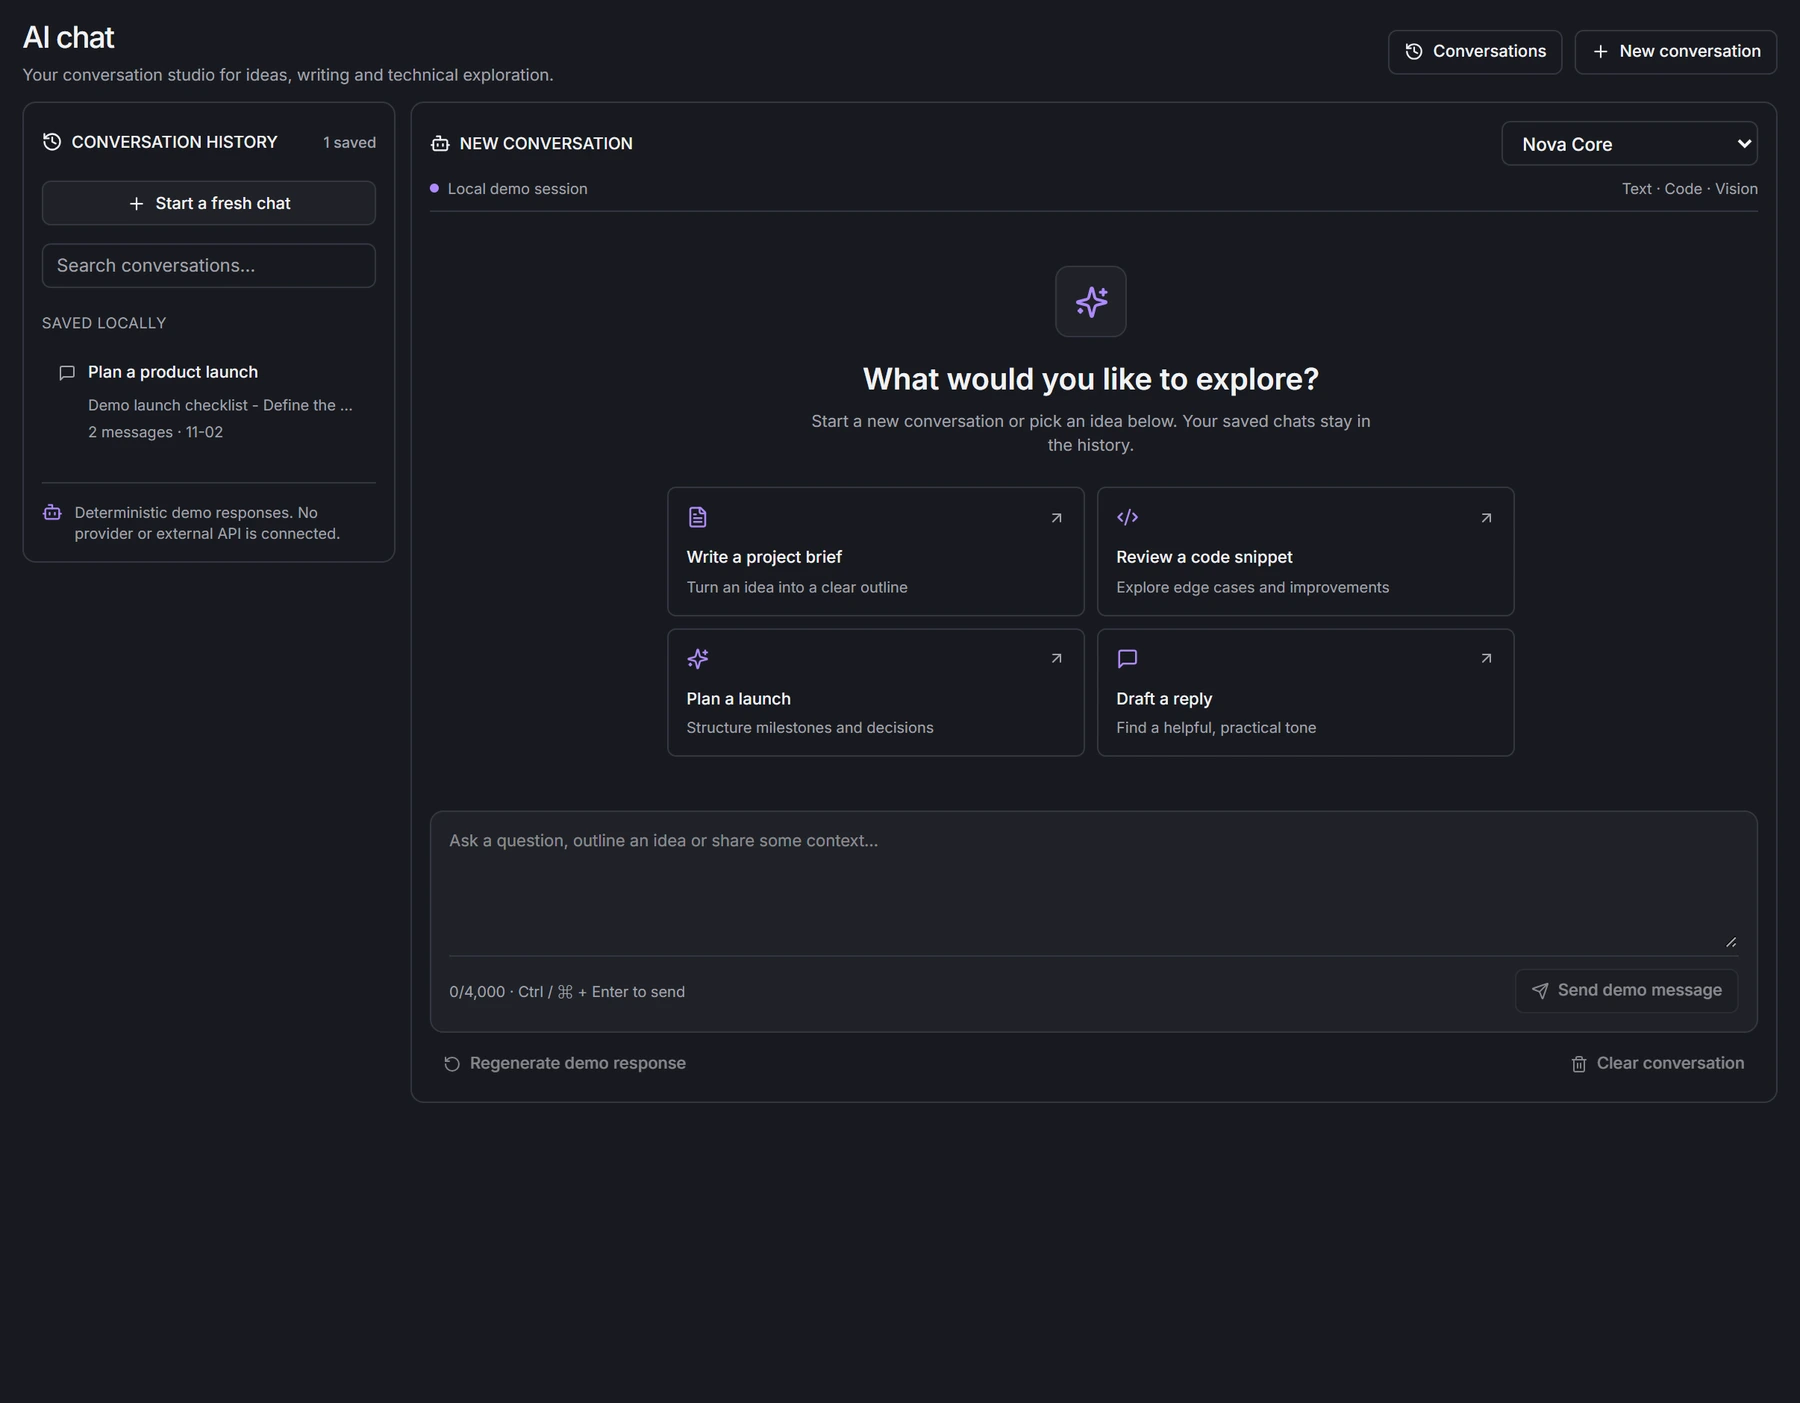 AI chat
Your conversation studio for ideas, writing and technical exploration.
Conversations
New conversation
CONVERSATION HISTORY
1 saved
Start a fresh chat
Search conversations...
SAVED LOCALLY
Plan a product launch
Demo launch checklist - Define the ...
2 messages · 11-02
Deterministic demo responses. No
provider or external API is connected.
NEW CONVERSATION
Nova Core
Local demo session
Text · Code · Vision
What would you like to explore?
Start a new conversation or pick an idea below. Your saved chats stay in
the history.
Write a project brief
Turn an idea into a clear outline
Review a code snippet
Explore edge cases and improvements
Plan a launch
Structure milestones and decisions
Draft a reply
Find a helpful, practical tone
Ask a question, outline an idea or share some context...
0/4,000 · Ctrl / ⌘ + Enter to send
Send demo message
Regenerate demo response
Clear conversation